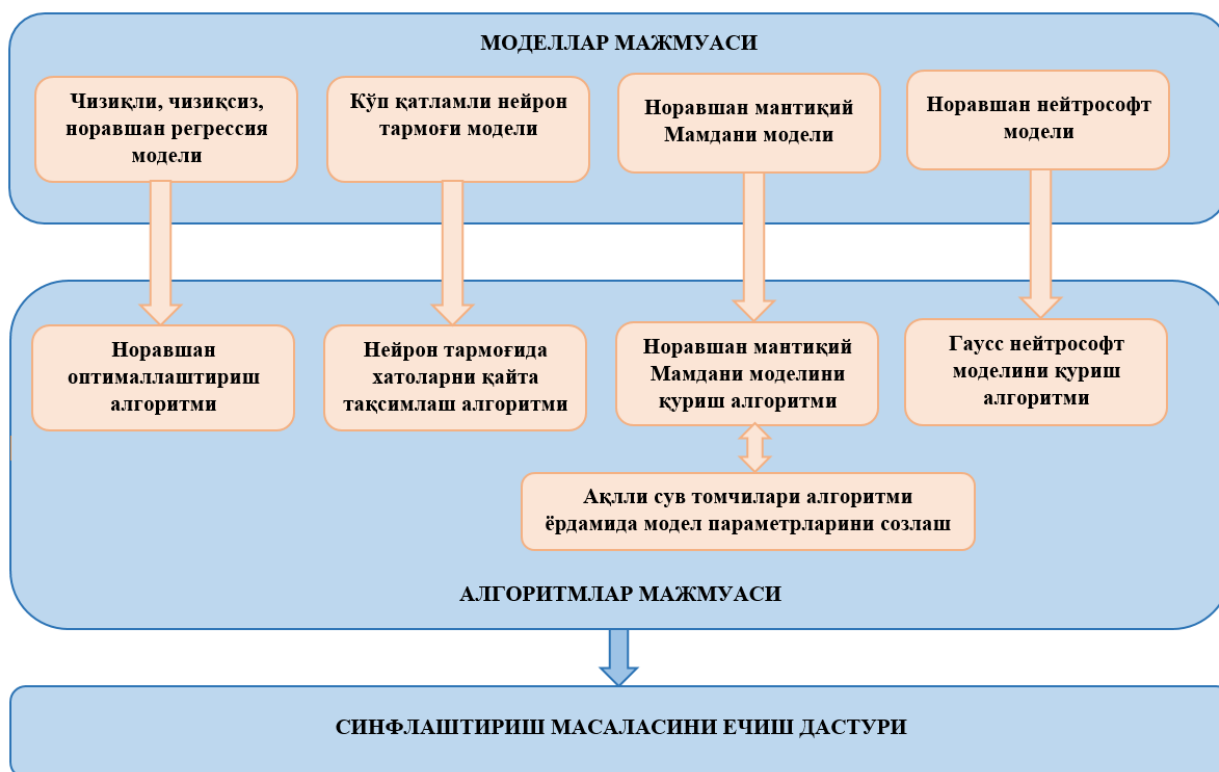 МОДЕЛЛАР МАЖМУАСИ
Чизиқли, чизиқсиз,
норавшан регрессия
модели
Кўп қатламли нейрон
тармоғи модели
Норавшан мантиқий
Мамдани модели
Норавшан нейтрософт
модели
Норавшан
оптималлаштириш
алгоритми
Нейрон тармоғида
хатоларни қайта
тақсимлаш алгоритми
Норавшан мантиқий
Мамдани моделини
қуриш алгоритми
Гаусс нейтрософт
моделини қуриш
алгоритми
Ақлли сув томчилари алгоритми
ёрдамида модел параметрларини созлаш
АЛГОРИТМЛАР МАЖМУАСИ
СИНФЛАШТИРИШ МАСАЛАСИНИ ЕЧИШ ДАСТУРИ